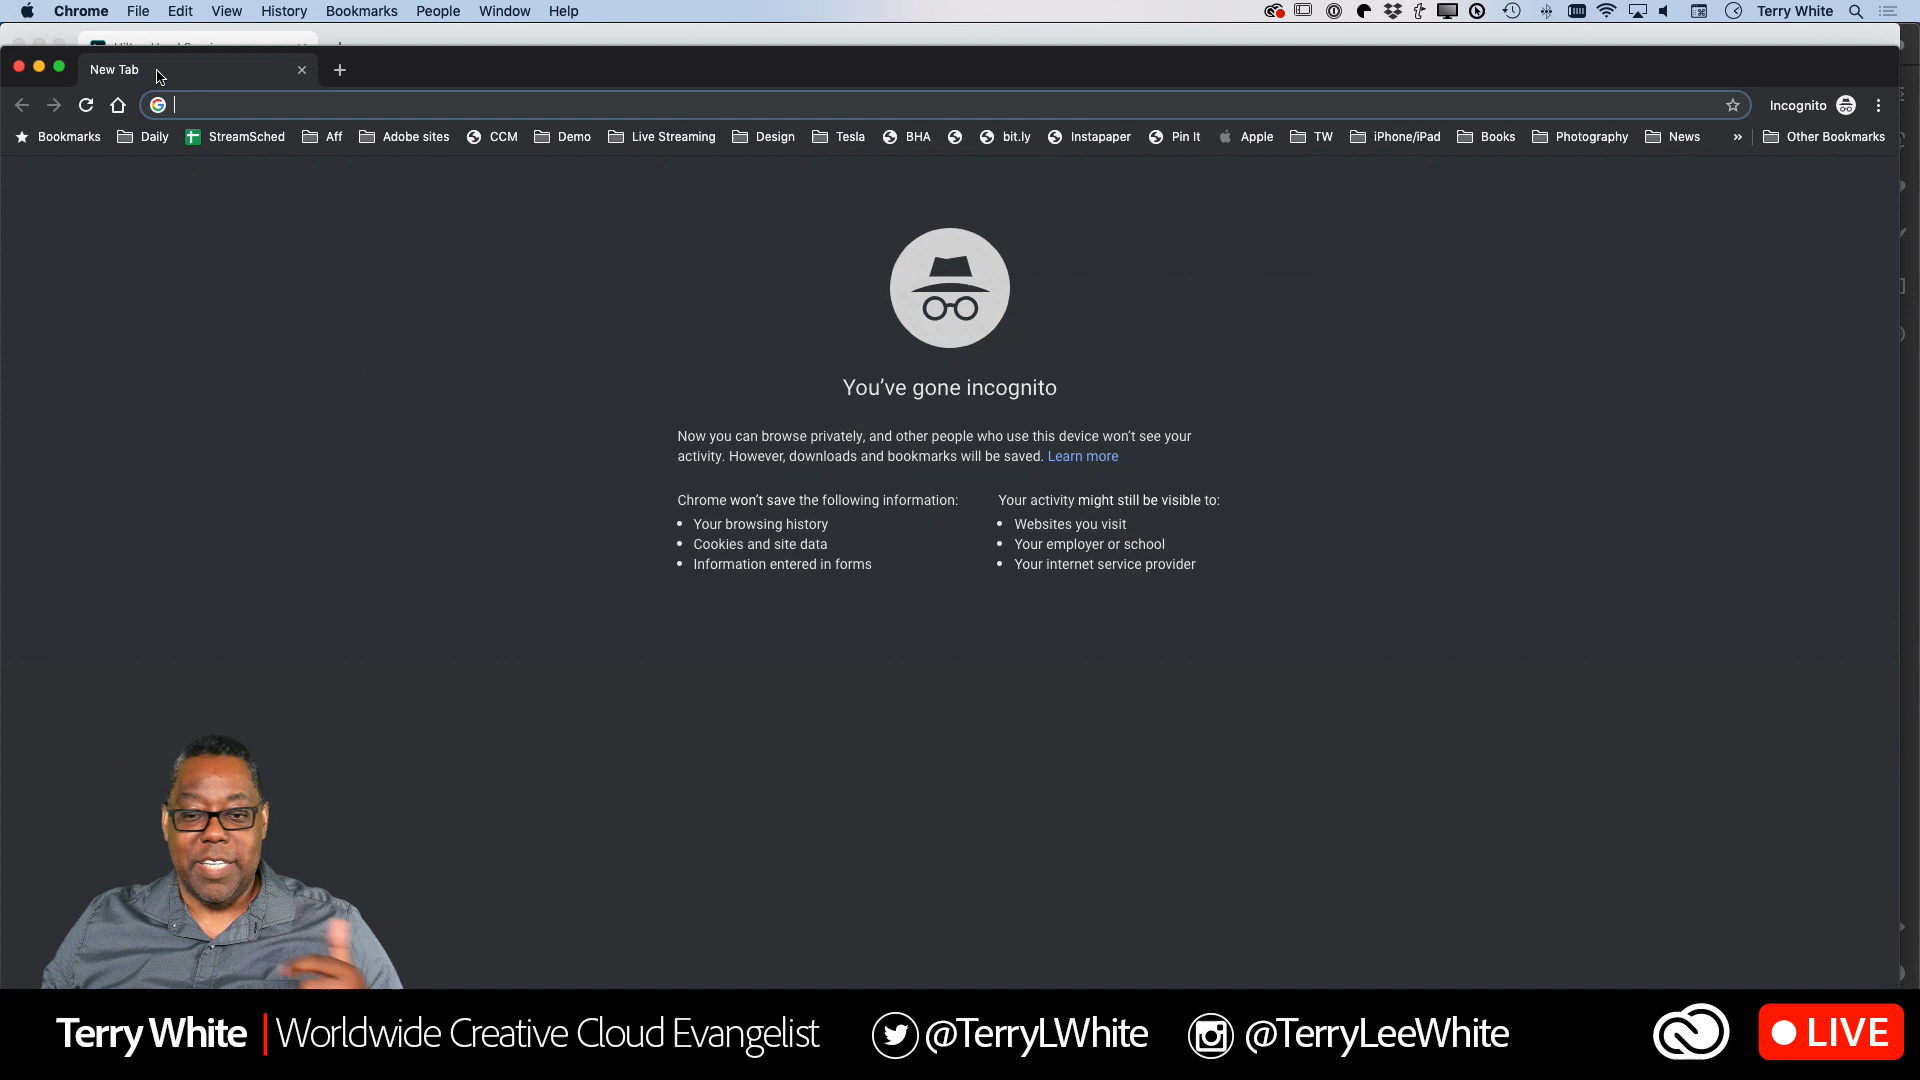 Chrome File Edit View History Bookmarks People Window Help Terry White
New Tab
Incognito
Bookmarks Daily StreamSched Aff Adobe sites CCM Demo Live Streaming Design Tesla BHA bit.ly Instapaper Pin It Apple TW iPhone/iPad Books Photography News » Other Bookmarks
You've gone incognito
Now you can browse privately, and other people who use this device won't see your
activity. However, downloads and bookmarks will be saved. Learn more
Chrome won't save the following information:
• Your browsing history
• Cookies and site data
• Information entered in forms
Your activity might still be visible to:
• Websites you visit
• Your employer or school
• Your internet service provider
Terry White | Worldwide Creative Cloud Evangelist @TerryLWhite @TerryLeeWhite LIVE